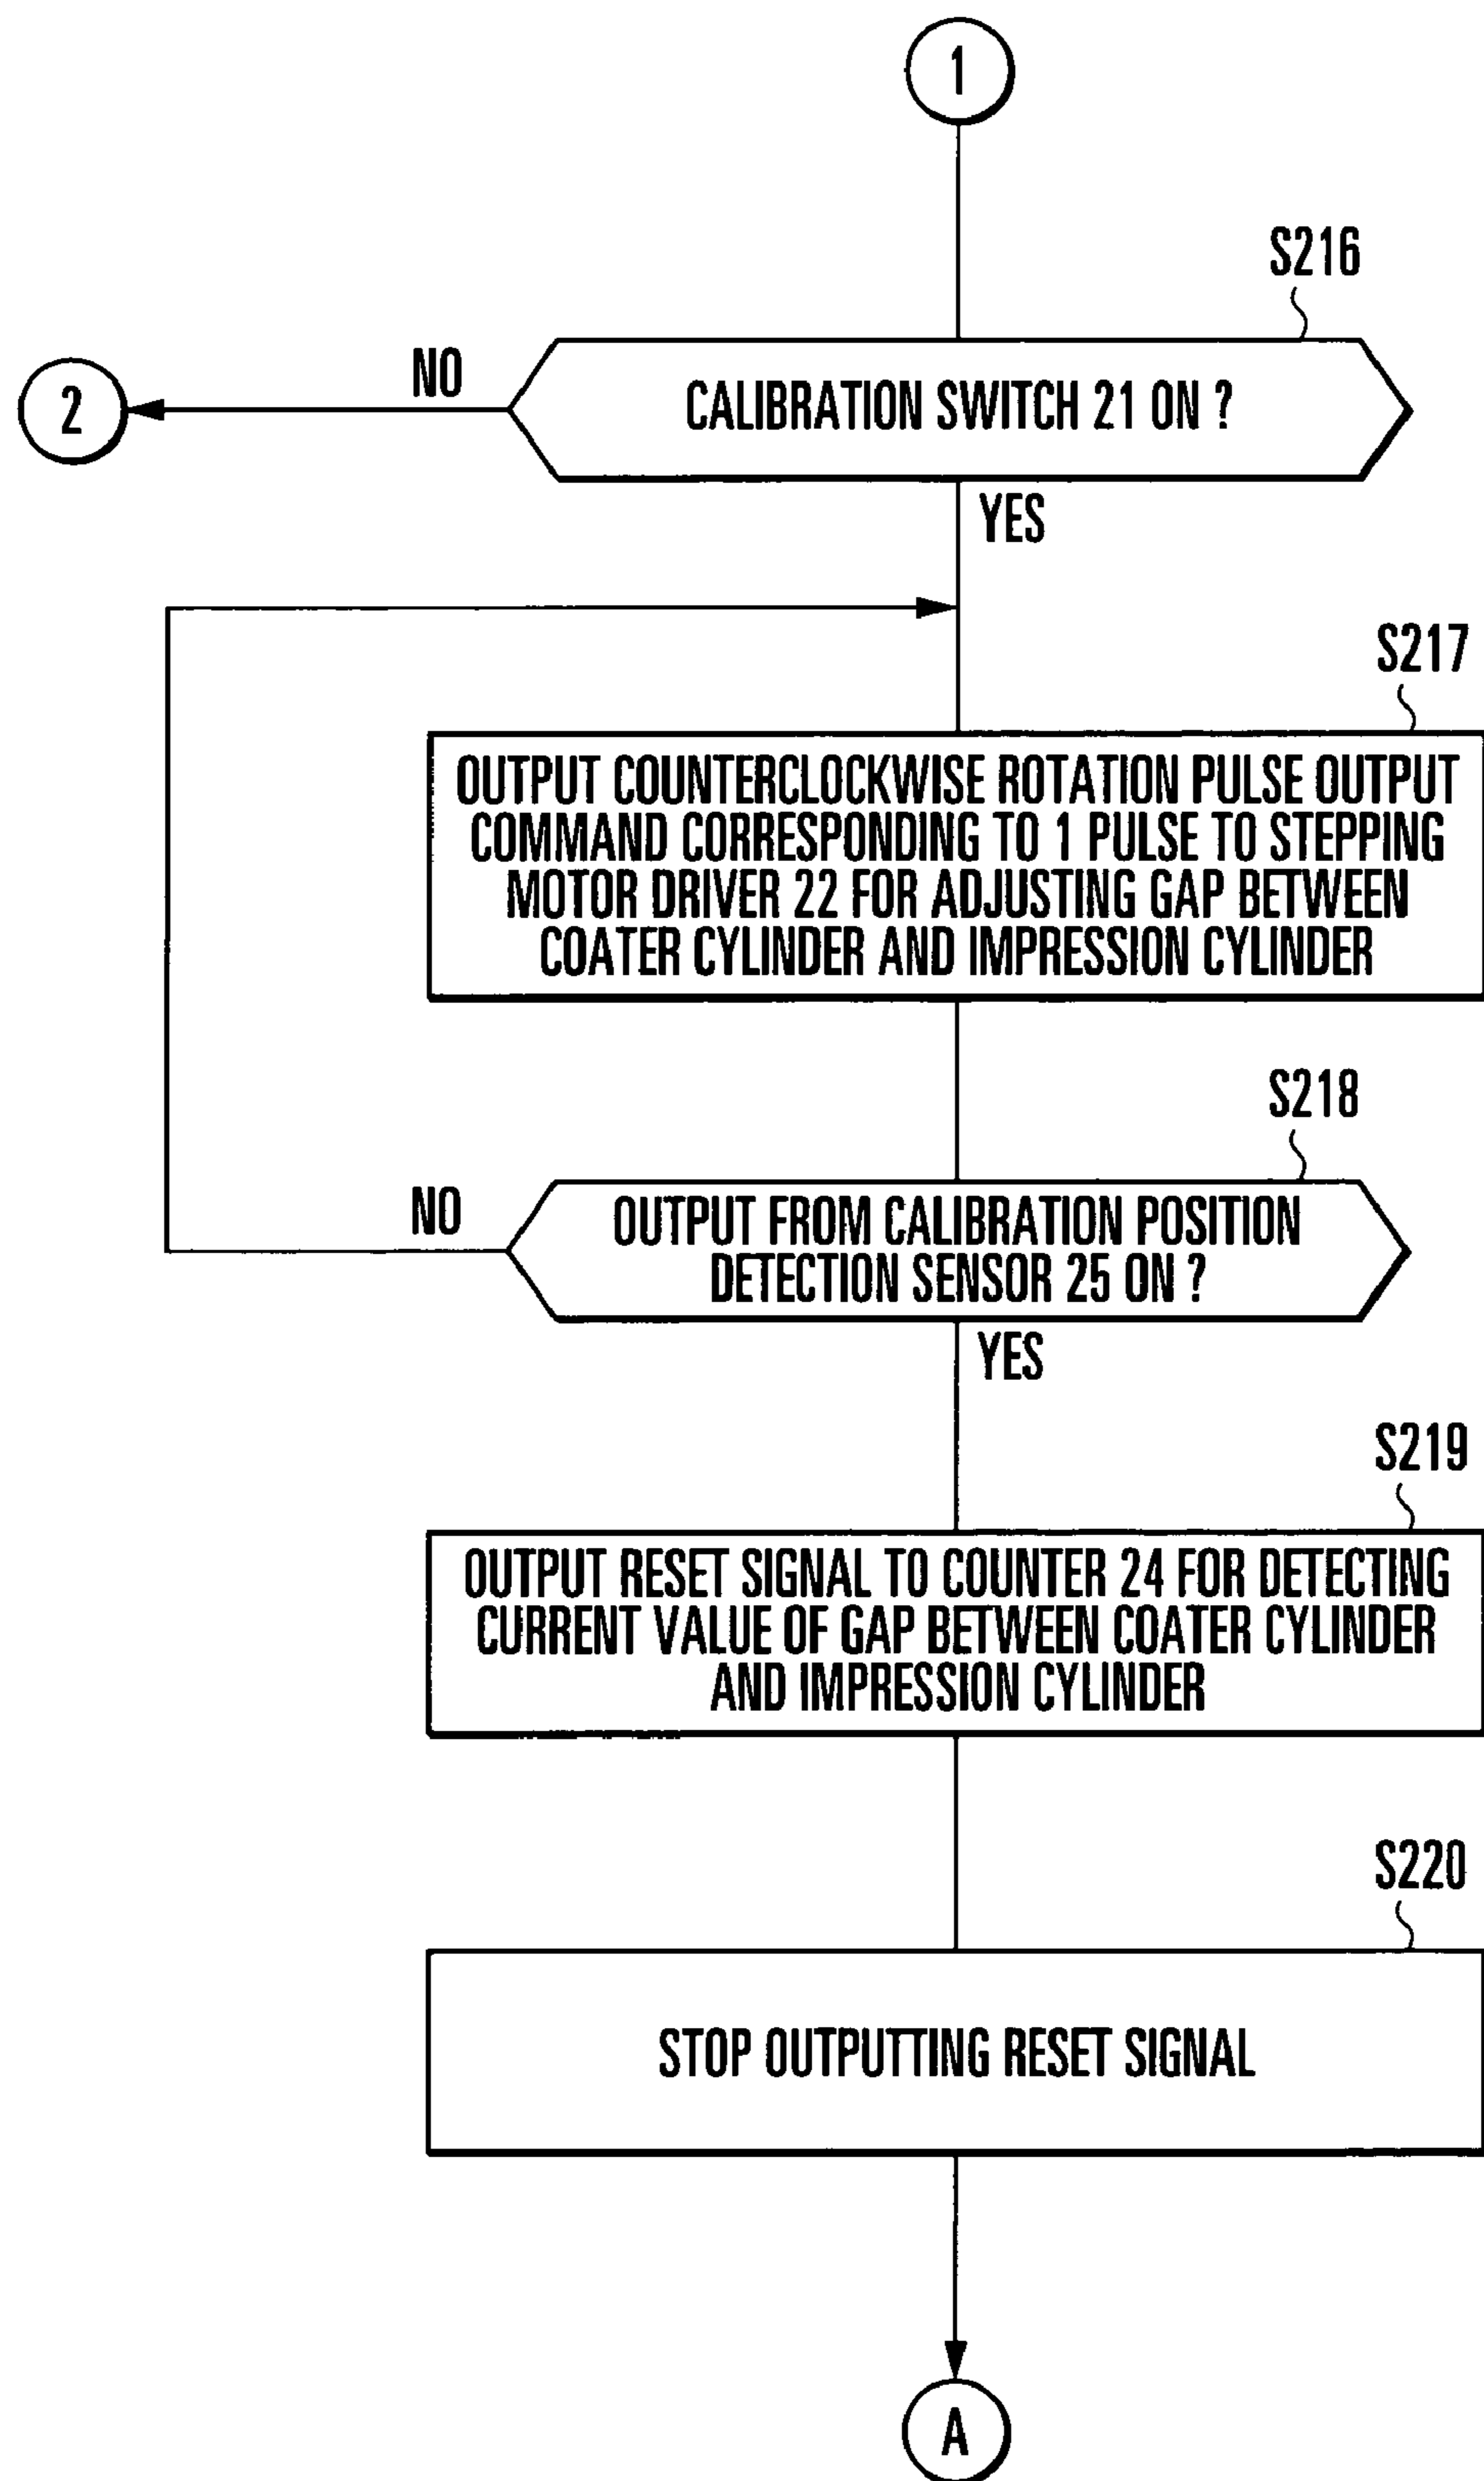 1
S216
NO
CALIBRATION SWITCH 21 ON ?
2
YES
S217
OUTPUT COUNTERCLOCKWISE ROTATION PULSE OUTPUT
COMMAND CORRESPONDING TO 1 PULSE TO STEPPING
MOTOR DRIVER 22 FOR ADJUSTING GAP BETWEEN
COATER CYLINDER AND IMPRESSION CYLINDER
S218
NO
OUTPUT FROM CALIBRATION POSITION
DETECTION SENSOR 25 ON ?
YES
S219
OUTPUT RESET SIGNAL TO COUNTER 24 FOR DETECTING
CURRENT VALUE OF GAP BETWEEN COATER CYLINDER
AND IMPRESSION CYLINDER
S220
STOP OUTPUTTING RESET SIGNAL
A